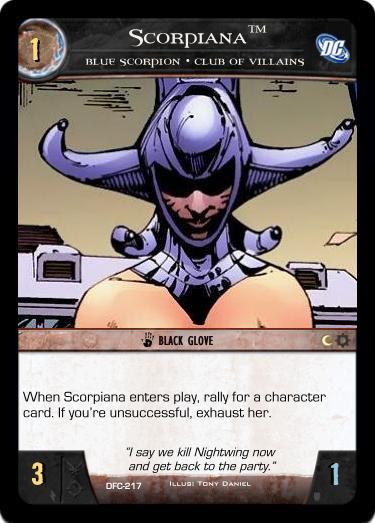 1
SCORPIANA™
DC
BLUE SCORPION • CLUB OF VILLAINS
BLACK GLOVE
When Scorpiana enters play, rally for a character
card. If you're unsuccessful, exhaust her.
"I say we kill Nightwing now
and get back to the party."
3
DFC-217
ILLUS: TONY DANIEL
1